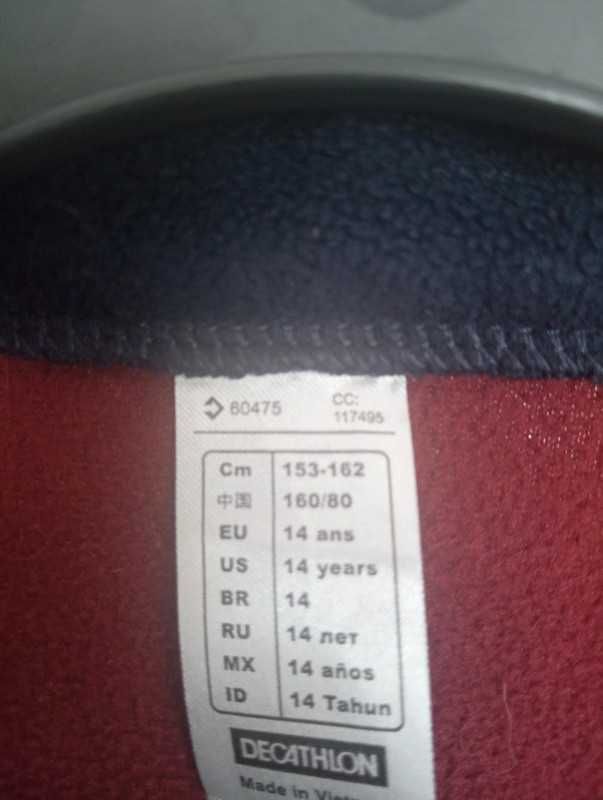 60475 CC:
117495
Cm 153-162
中国 160/80
EU 14 ans
US 14 years
BR 14
RU 14 лет
MX 14 años
ID 14 Tahun
DECATHLON
Made in